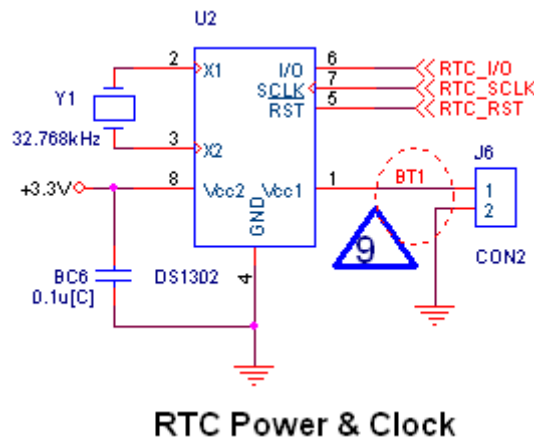 U2
2 X1 I/O 6 RTC_I/O
SCLK 7 RTC_SCLK
RST 5 RTC_RST
Y1
32.768kHz
3 X2
J6
+3.3V 8 Vcc2 Vcc1 1 BT1 1
2
GND
9
CON2
BC6
0.1u[C]
DS1302
4
RTC Power & Clock